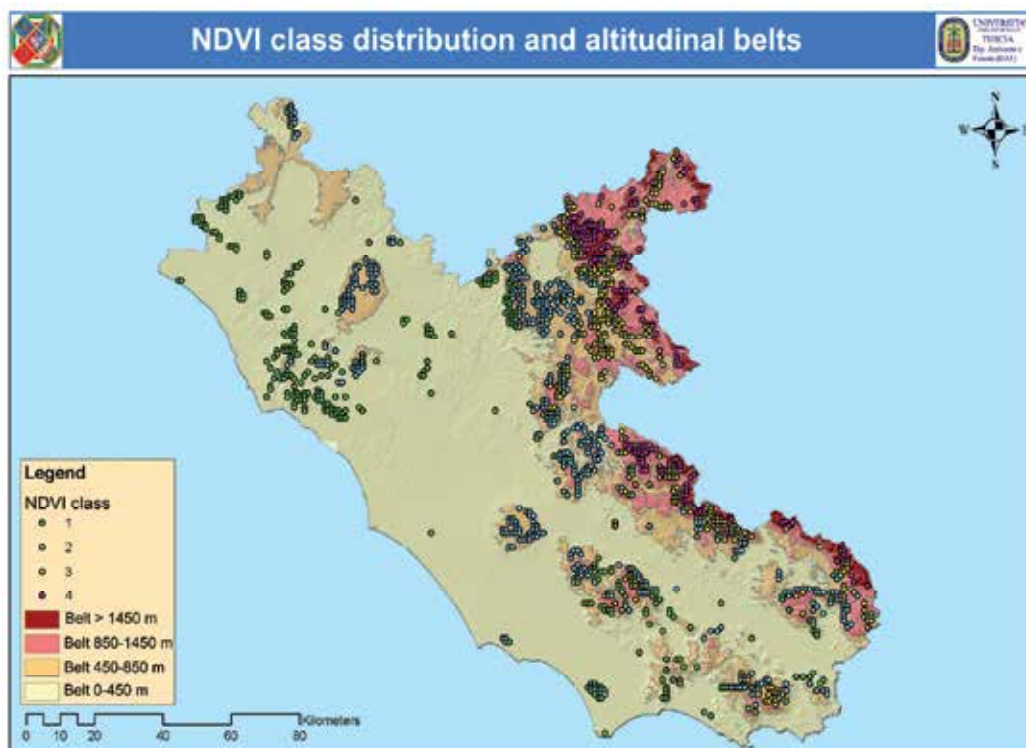 NDVI class distribution and altitudinal belts
UNIVERSITA'
TUSCIA
N
W
S
Legend
NDVI class
1
2
3
4
Belt > 1450 m
Belt 850-1450 m
Belt 450-850 m
Belt 0-450 m
Kilometers
0 10 20 40 60 80